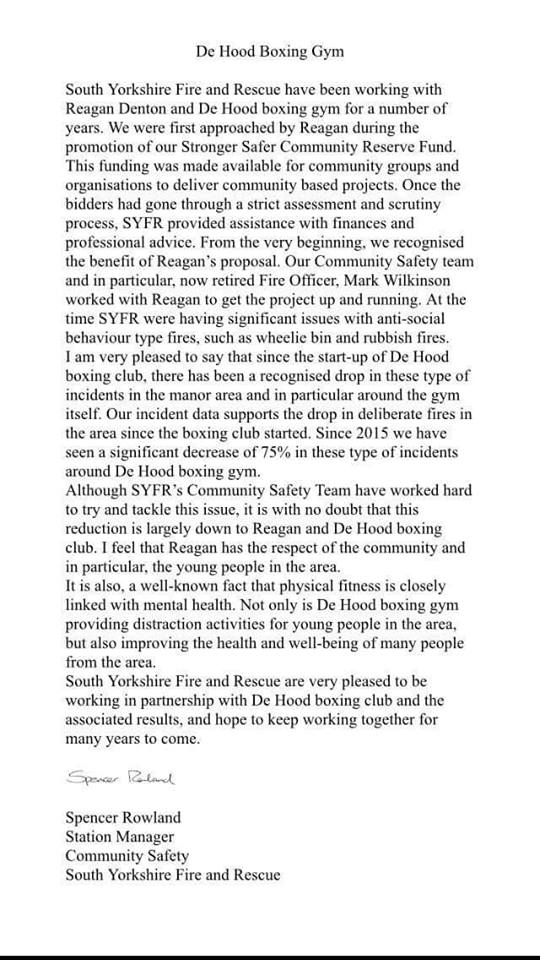 De Hood Boxing Gym
South Yorkshire Fire and Rescue have been working with
Reagan Denton and De Hood boxing gym for a number of
years. We were first approached by Reagan during the
promotion of our Stronger Safer Community Reserve Fund.
This funding was made available for community groups and
organisations to deliver community based projects. Once the
bidders had gone through a strict assessment and scrutiny
process, SYFR provided assistance with finances and
professional advice. From the very beginning, we recognised
the benefit of Reagan’s proposal. Our Community Safety team
and in particular, now retired Fire Officer, Mark Wilkinson
worked with Reagan to get the project up and running. At the
time SYFR were having significant issues with anti-social
behaviour type fires, such as wheelie bin and rubbish fires.
I am very pleased to say that since the start-up of De Hood
boxing club, there has been a recognised drop in these type of
incidents in the manor area and in particular around the gym
itself. Our incident data supports the drop in deliberate fires in
the area since the boxing club started. Since 2015 we have
seen a significant decrease of 75% in these type of incidents
around De Hood boxing gym.
Although SYFR’s Community Safety Team have worked hard
to try and tackle this issue, it is with no doubt that this
reduction is largely down to Reagan and De Hood boxing
club. I feel that Reagan has the respect of the community and
in particular, the young people in the area.
It is also, a well-known fact that physical fitness is closely
linked with mental health. Not only is De Hood boxing gym
providing distraction activities for young people in the area,
but also improving the health and well-being of many people
from the area.
South Yorkshire Fire and Rescue are very pleased to be
working in partnership with De Hood boxing club and the
associated results, and hope to keep working together for
many years to come.
Spencer Rowland
Spencer Rowland
Station Manager
Community Safety
South Yorkshire Fire and Rescue